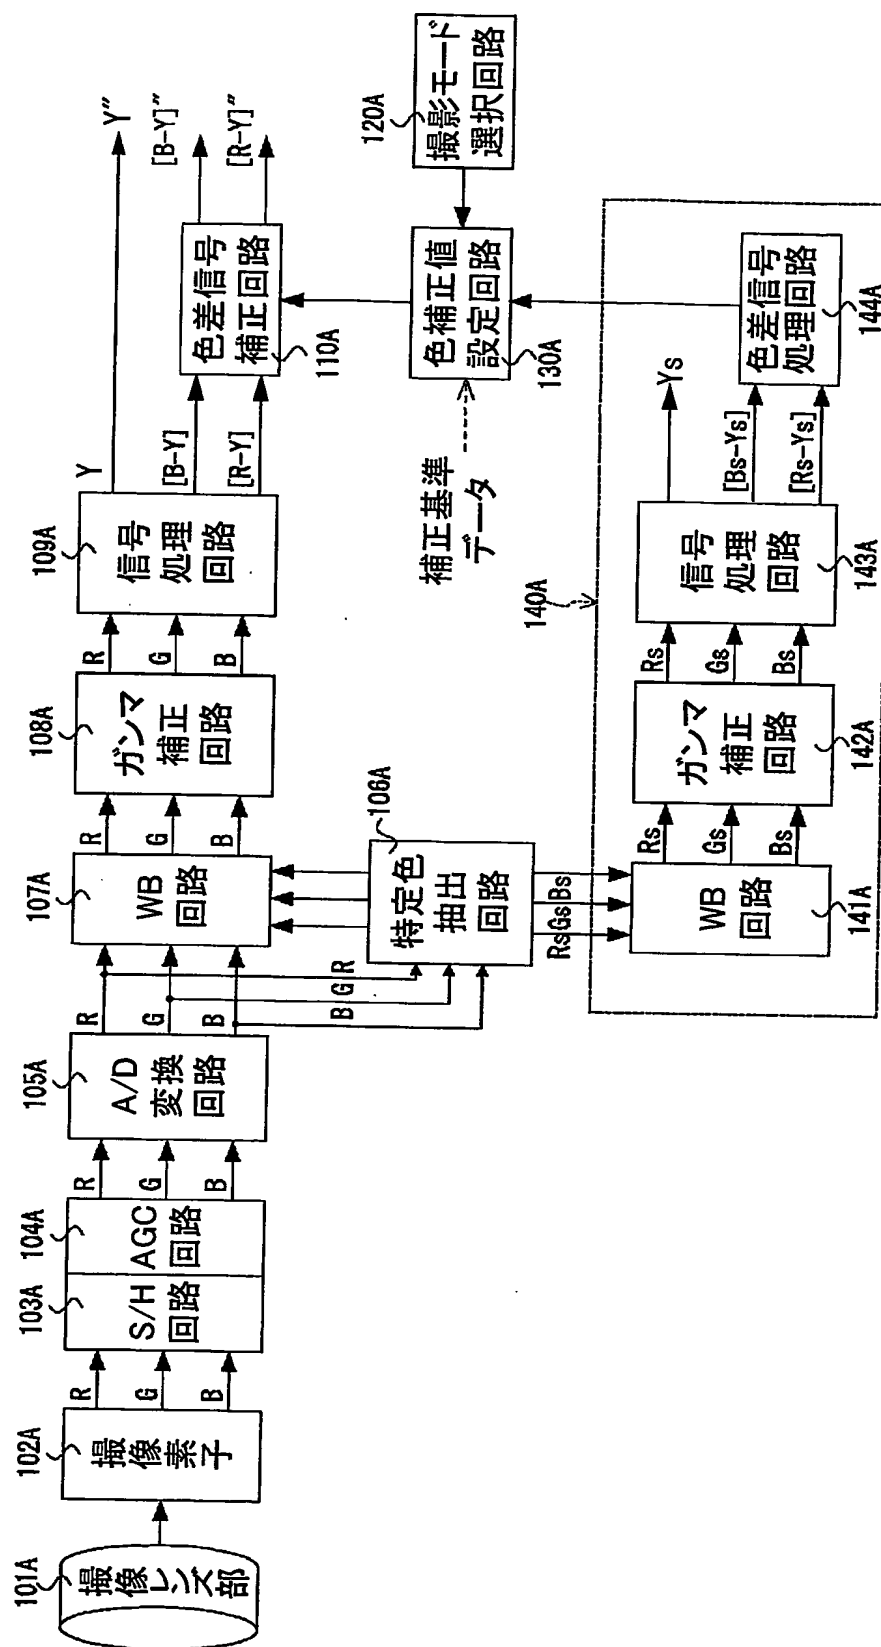 101A
撮像レンズ部
102A
撮像
素子
R
G
B
103A
S/H
回路
104A
AGC
回路
R
G
B
105A
A/D
変換
回路
R
G
B
R
G
B
107A
WB
回路
106A
特定色
抽出
回路
R
G
B
108A
ガンマ
補正
回路
R
G
B
109A
信号
処理
回路
Y
[B-Y]
[R-Y]
色差信号
補正回路
110A
Y″
[B-Y]″
[R-Y]″
120A
撮影モード
選択回路
色補正値
設定回路
130A
補正基準
データ
140A
Rs
Gs
Bs
WB
回路
141A
Rs
Gs
Bs
ガンマ
補正
回路
142A
Rs
Gs
Bs
信号
処理
回路
143A
Ys
[Bs-Ys]
[Rs-Ys]
色差信号
処理回路
144A